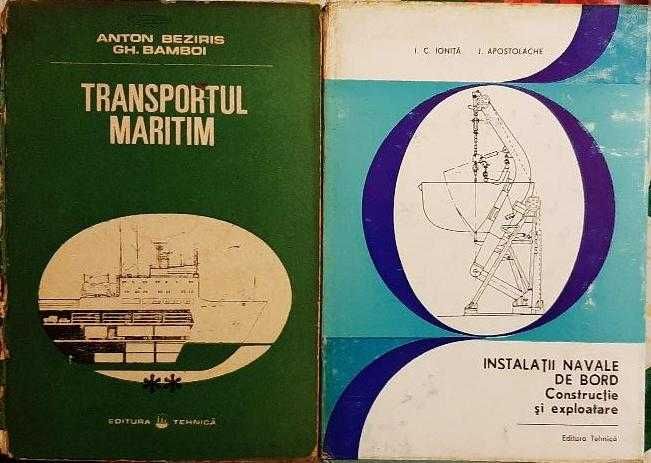 ANTON BEZIRIS
GH. BAMBOI
TRANSPORTUL
MARITIM
**
EDITURA TEHNICĂ
I. C. IONIȚĂ J. APOSTOLACHE
INSTALAȚII NAVALE
DE BORD
Construcție
și exploatare
Editura Tehnică